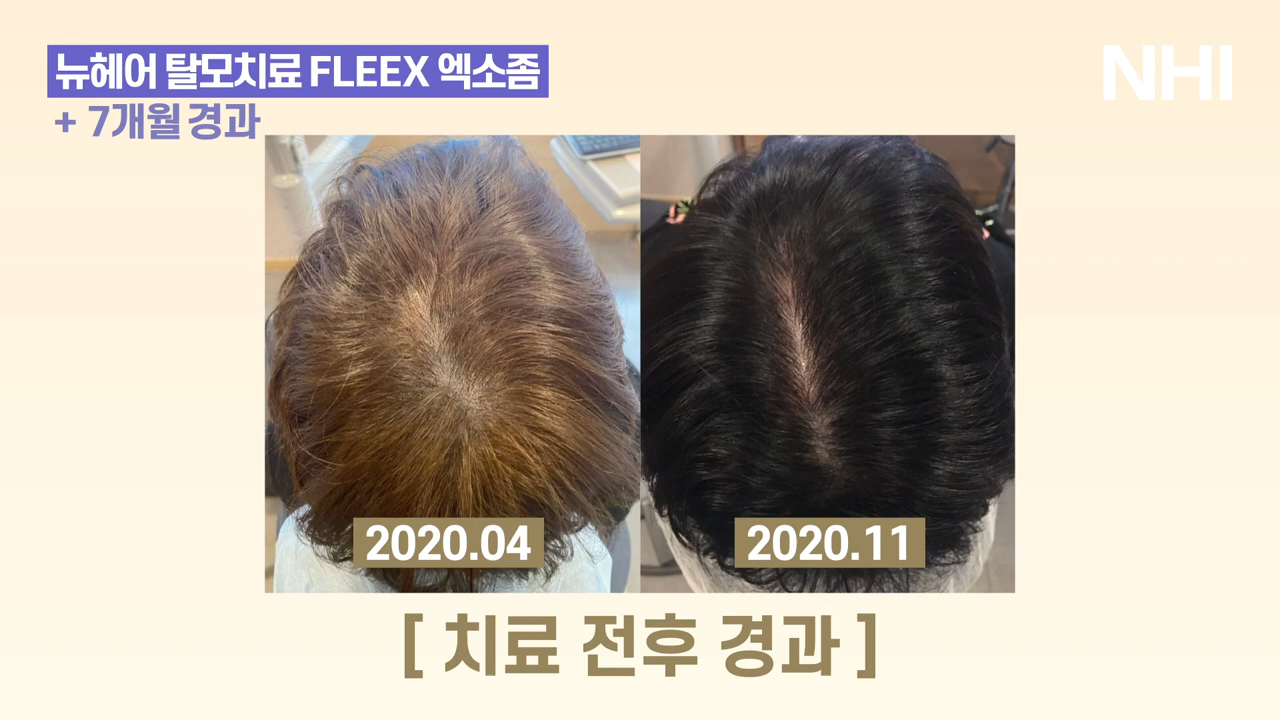 뉴헤어 탈모치료 FLEEX 엑소좀
NHI
+ 7개월 경과
2020.04
2020.11
[ 치료 전후 경과 ]